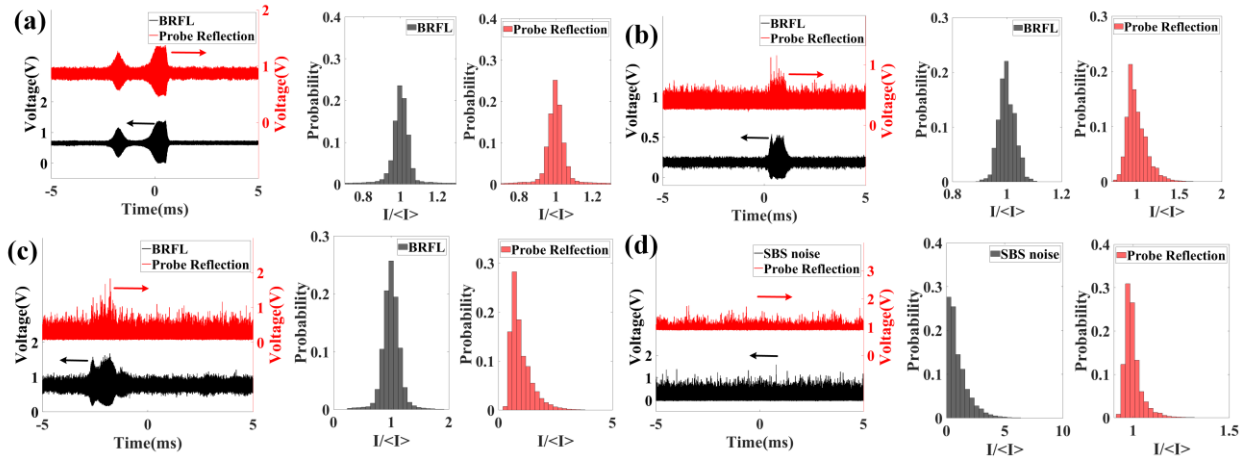 (a)
BRFL
Probe Reflection
2
1
0
Voltage(V)
Voltage(V)
2
1
0
-5
0
5
Time(ms)
BRFL
0.4
0.3
0.2
0.1
0
Probability
0.8
1
1.2
I/<I>
Probe Reflection
0.4
0.2
0
Probability
0.8
1
1.2
I/<I>
(b)
BRFL
Probe Reflection
1
0
Voltage(V)
Voltage(V)
1
0.5
0
-5
0
5
Time(ms)
BRFL
0.3
0.2
0.1
0
Probability
0.8
1
1.2
I/<I>
Probe Reflection
0.3
0.2
0.1
0
Probability
1
1.5
2
I/<I>
(c)
BRFL
Probe Reflection
2
1
0
Voltage(V)
Voltage(V)
2
1
0
-5
0
5
Time(ms)
BRFL
0.3
0.2
0.1
0
Probability
0
1
2
I/<I>
Probe Relfection
0.3
0.2
0.1
0
Probability
0
5
I/<I>
(d)
SBS noise
Probe Reflection
3
2
1
0
Voltage(V)
Voltage(V)
2
1
0
-5
0
5
Time(ms)
SBS noise
0.4
0.3
0.2
0.1
0
Probability
0
5
10
I/<I>
Probe Reflection
0.4
0.3
0.2
0.1
0
Probability
1
1.5
I/<I>